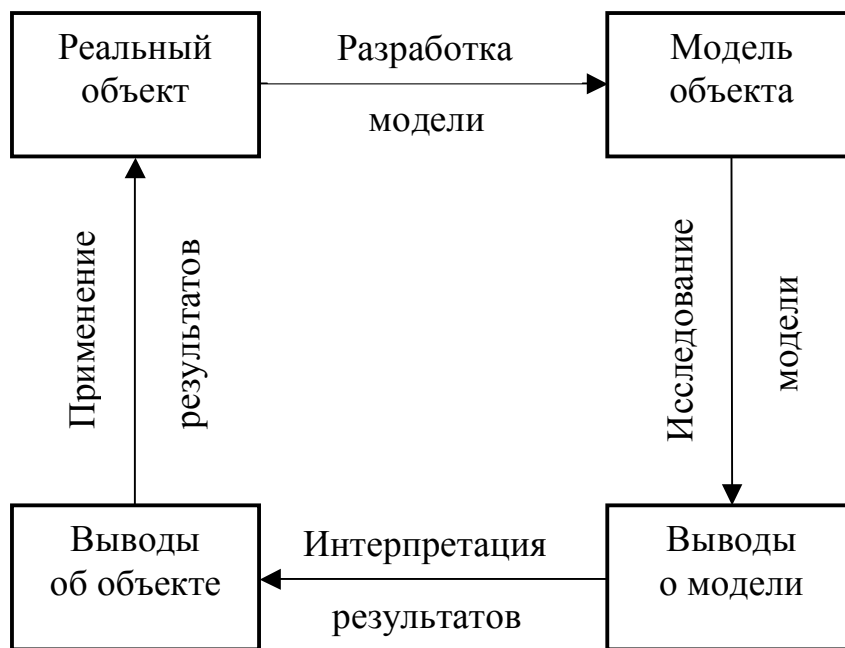 Реальный
объект
Разработка
модели
Модель
объекта
Применение
результатов
Исследование
модели
Выводы
об объекте
Интерпретация
результатов
Выводы
о модели